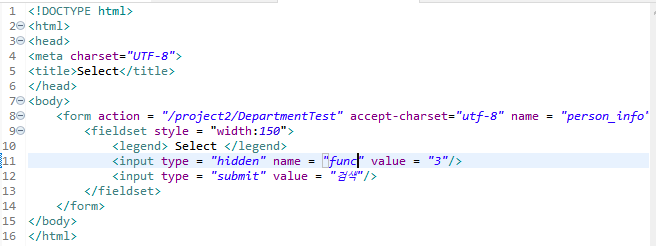 1 <!DOCTYPE html>
2 <html>
3 <head>
4 <meta charset="UTF-8">
5 <title>Select</title>
6 </head>
7 <body>
8 <form action = "/project2/DepartmentTest" accept-charset="utf-8" name = "person_info"
9 <fieldset style = "width:150">
10 <legend> Select </legend>
11 <input type = "hidden" name = "func" value = "3"/>
12 <input type = "submit" value = "검색"/>
13 </fieldset>
14 </form>
15 </body>
16 </html>